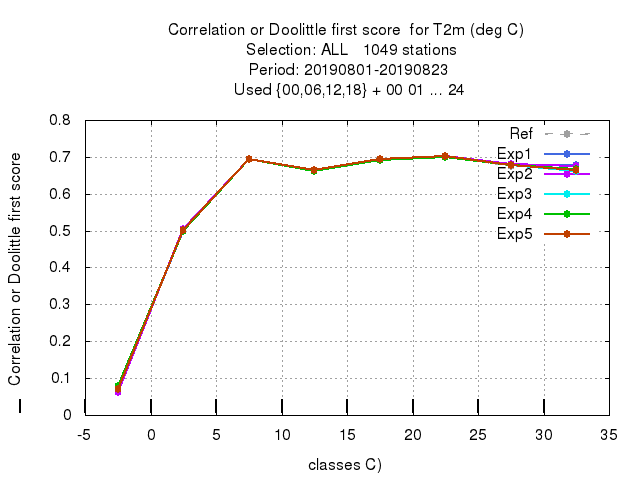 Correlation or Doolittle first score  for T2m (deg C)
Selection: ALL   1049 stations
Period: 20190801-20190823
Used {00,06,12,18} + 00 01 ... 24
Correlation or Doolittle first score
0.8
0.7
0.6
0.5
0.4
0.3
0.2
0.1
0
Ref
Exp1
Exp2
Exp3
Exp4
Exp5
-5 0 5 10 15 20 25 30 35
classes C)